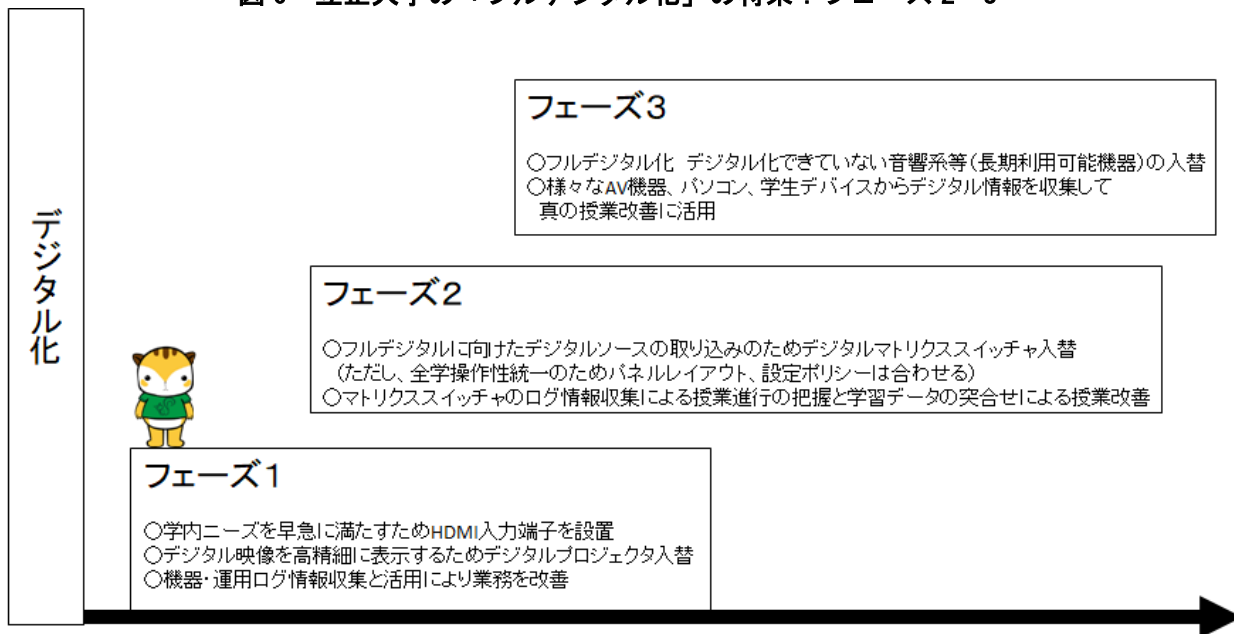 デジタル化
フェーズ3
○フルデジタル化 デジタル化できていない音響系等(長期利用可能機器)の入替
○様々なAV機器、パソコン、学生デバイスからデジタル情報を収集して
真の授業改善に活用
フェーズ2
○フルデジタルに向けたデジタルソースの取り込みのためデジタルマトリクススイッチャ入替
(ただし、全学操作性統一のためパネルレイアウト、設定ポリシーは合わせる)
○マトリクススイッチャのログ情報収集による授業進行の把握と学習データの突合せによる授業改善
フェーズ1
○学内ニーズを早急に満たすためHDMI入力端子を設置
○デジタル映像を高精細に表示するためデジタルプロジェクタ入替
○機器・運用ログ情報収集と活用により業務を改善